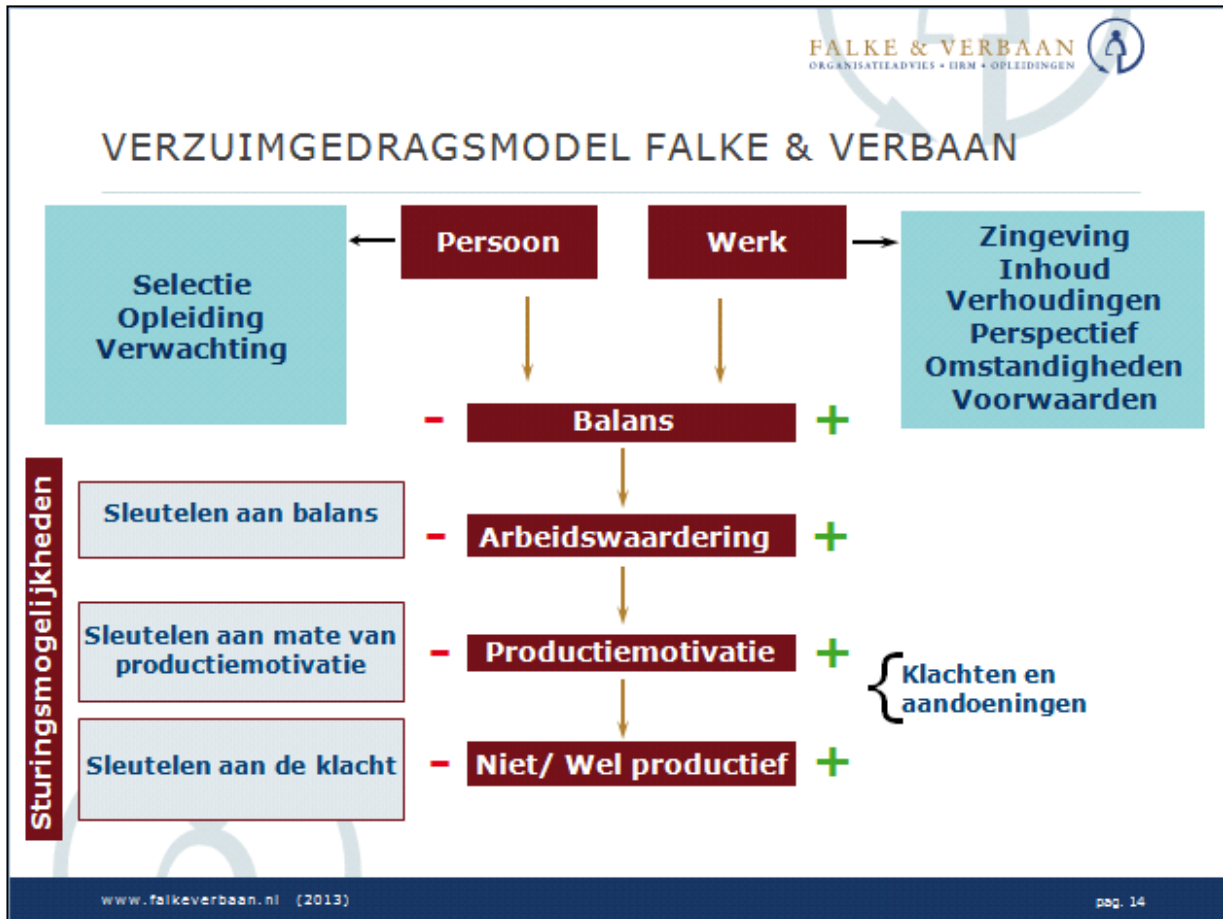 FALKE & VERBAAN
ORGANISATIEADVIES • HRM • OPLEIDINGEN
VERZUIMGEDRAGSMODEL FALKE & VERBAAN
Persoon
Werk
Selectie
Opleiding
Verwachting
Zingeving
Inhoud
Verhoudingen
Perspectief
Omstandigheden
Voorwaarden
- Balans +
Sturingsmogelijkheden
Sleutelen aan balans
- Arbeidswaardering +
Sleutelen aan mate van
productiemotivatie
- Productiemotivatie +
Klachten en
aandoeningen
Sleutelen aan de klacht
- Niet/ Wel productief +
www.falkeverbaan.nl (2013)
pag. 14